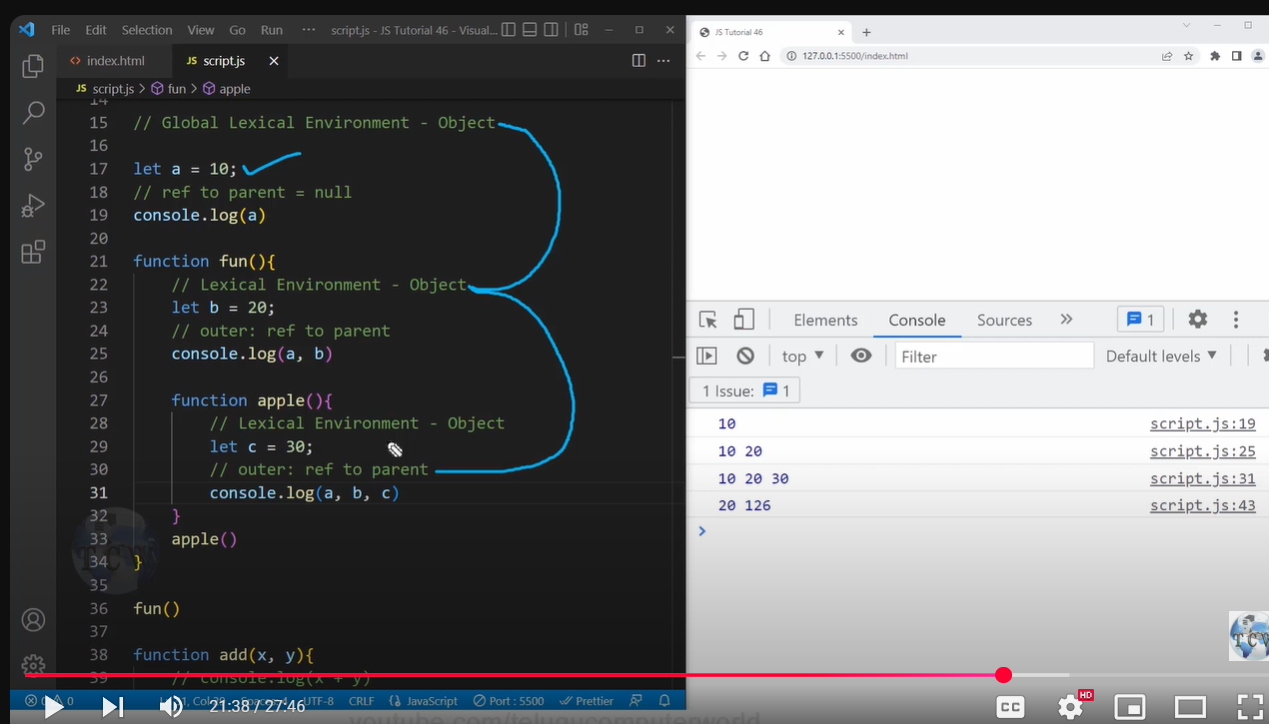 File Edit Selection View Go Run ··· script.js - JS Tutorial 46 - Visual...
index.html
JS script.js
JS script.js > fun > apple
14
15 // Global Lexical Environment - Object
16
17 let a = 10;
18 // ref to parent = null
19 console.log(a)
20
21 function fun(){
22 // Lexical Environment - Object
23 let b = 20;
24 // outer: ref to parent
25 console.log(a, b)
26
27 function apple(){
28 // Lexical Environment - Object
29 let c = 30;
30 // outer: ref to parent
31 console.log(a, b, c)
32 }
33 apple()
34 }
35
36 fun()
37
38 function add(x, y){
39 // console.log(x + y)
0 0 UTF-8 CRLF {} JavaScript Port : 5500 Prettier
21:38 / 27:46
youtube.com/telugucomputerworld
JS Tutorial 46
127.0.0.1:5500/index.html
Elements Console Sources 1
top Filter Default levels
1 Issue: 1
10 script.js:19
10 20 script.js:25
10 20 30 script.js:31
20 126 script.js:43
TCW
CC HD